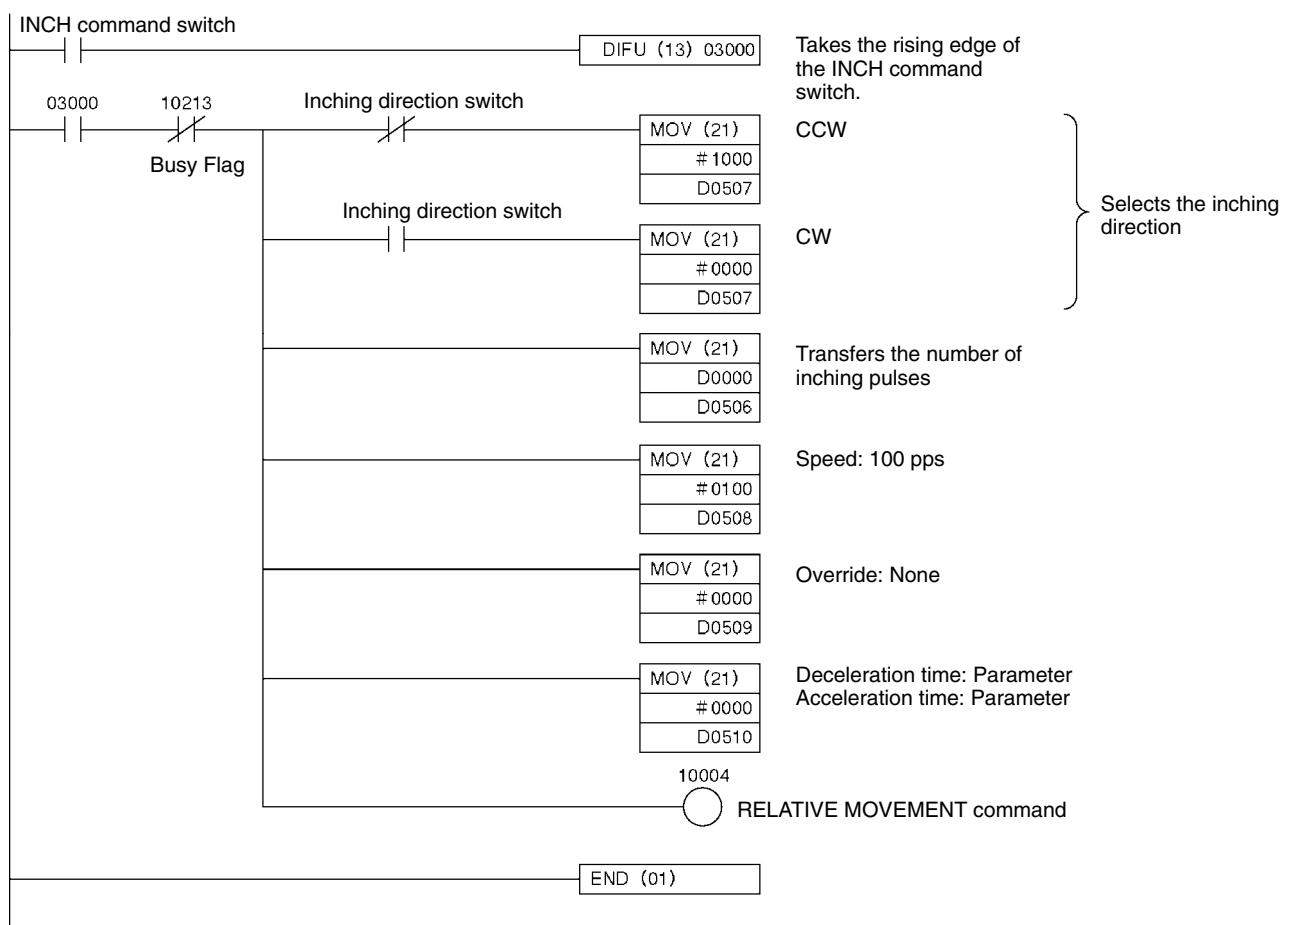 INCH command switch
DIFU (13) 03000
Takes the rising edge of
the INCH command
switch.
03000
10213
Busy Flag
Inching direction switch
MOV (21)
#1000
D0507
CCW
Inching direction switch
MOV (21)
#0000
D0507
CW
Selects the inching
direction
MOV (21)
D0000
D0506
Transfers the number of
inching pulses
MOV (21)
#0100
D0508
Speed: 100 pps
MOV (21)
#0000
D0509
Override: None
MOV (21)
#0000
D0510
Deceleration time: Parameter
Acceleration time: Parameter
10004
RELATIVE MOVEMENT command
END (01)